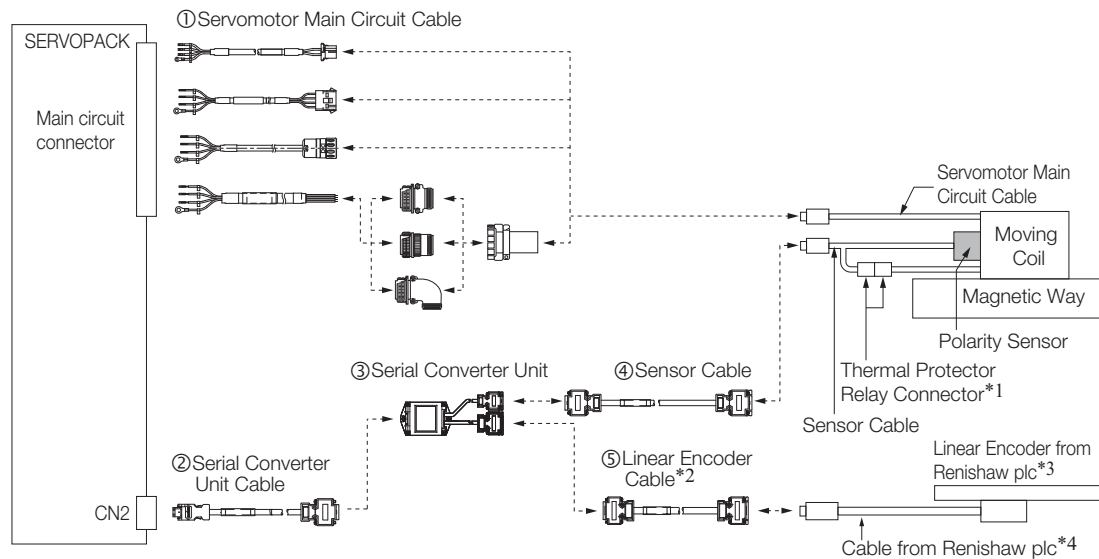 ①Servomotor Main Circuit Cable
SERVOPACK
Main circuit
connector
Servomotor Main
Circuit Cable
Moving
Coil
Magnetic Way
Polarity Sensor
Thermal Protector
Relay Connector*1
Sensor Cable
③Serial Converter Unit
④Sensor Cable
②Serial Converter
Unit Cable
⑤Linear Encoder
Cable*2
Linear Encoder from
Renishaw plc*3
CN2
Cable from Renishaw plc*4